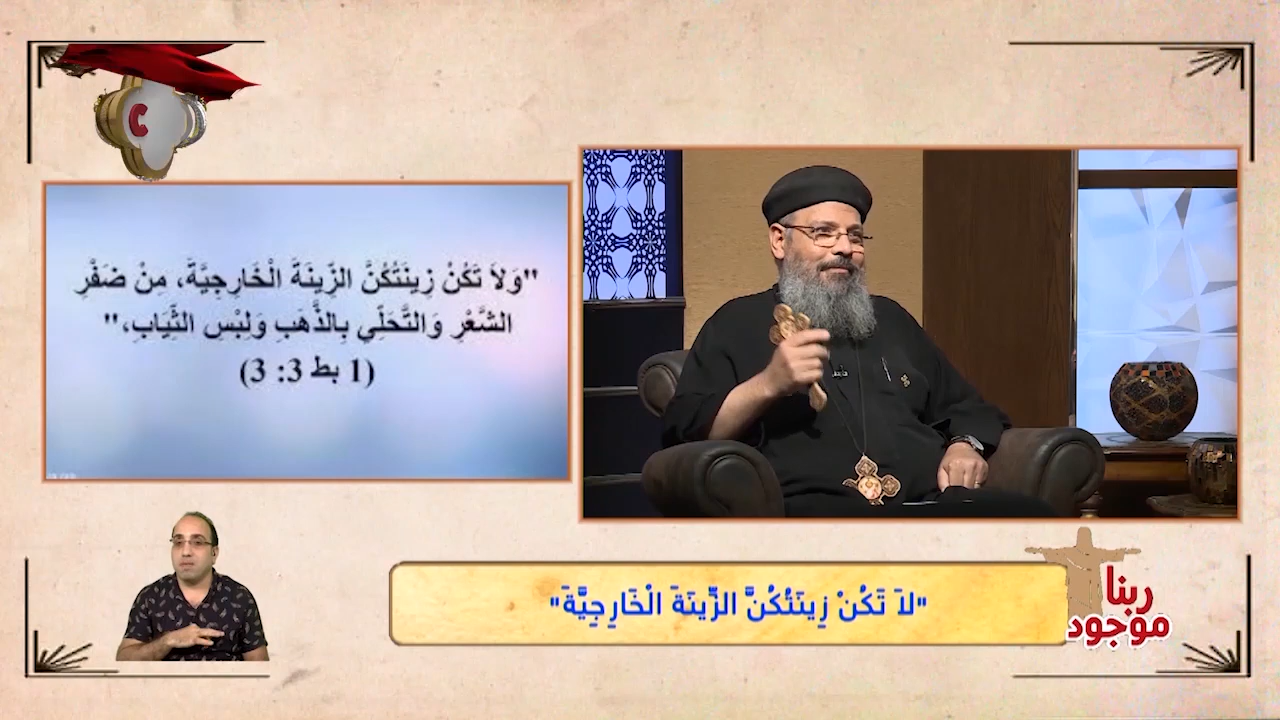 "وَلاَ تَكُنْ زِينَتُكُنَّ الزِّينَةَ الْخَارِجِيَّةَ، مِنْ ضَفْرِ
الشَّعْرِ وَالتَّحَلِّي بِالذَّهَبِ وَلِبْسِ الثِّيَابِ،"
(1 بط 3: 3)
"لاَ تَكُنْ زِينَتُكُنَّ الزِّينَةَ الْخَارِجِيَّةَ"
ربنا
موجود
C